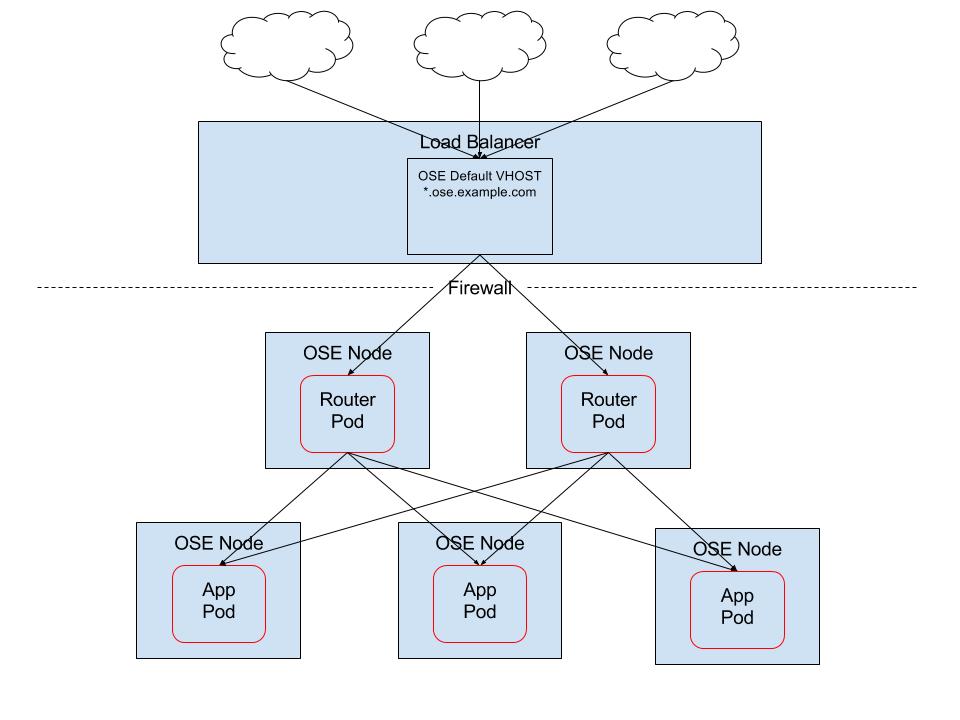 Load Balancer
OSE Default VHOST
*.ose.example.com
Firewall
OSE Node
Router
Pod
OSE Node
Router
Pod
OSE Node
App
Pod
OSE Node
App
Pod
OSE Node
App
Pod